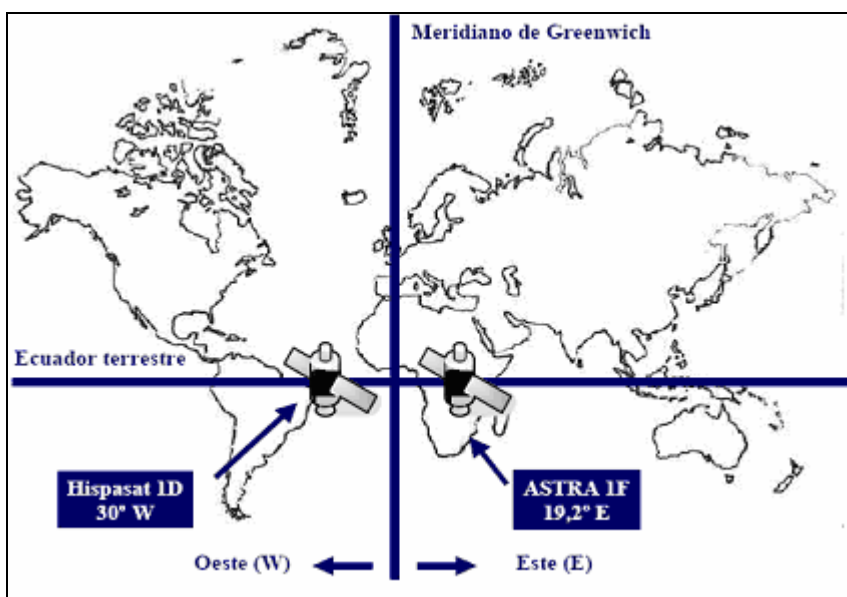 Meridiano de Greenwich
Ecuador terrestre
Hispasat 1D
30º W
ASTRA 1F
19,2º E
Oeste (W)
Este (E)